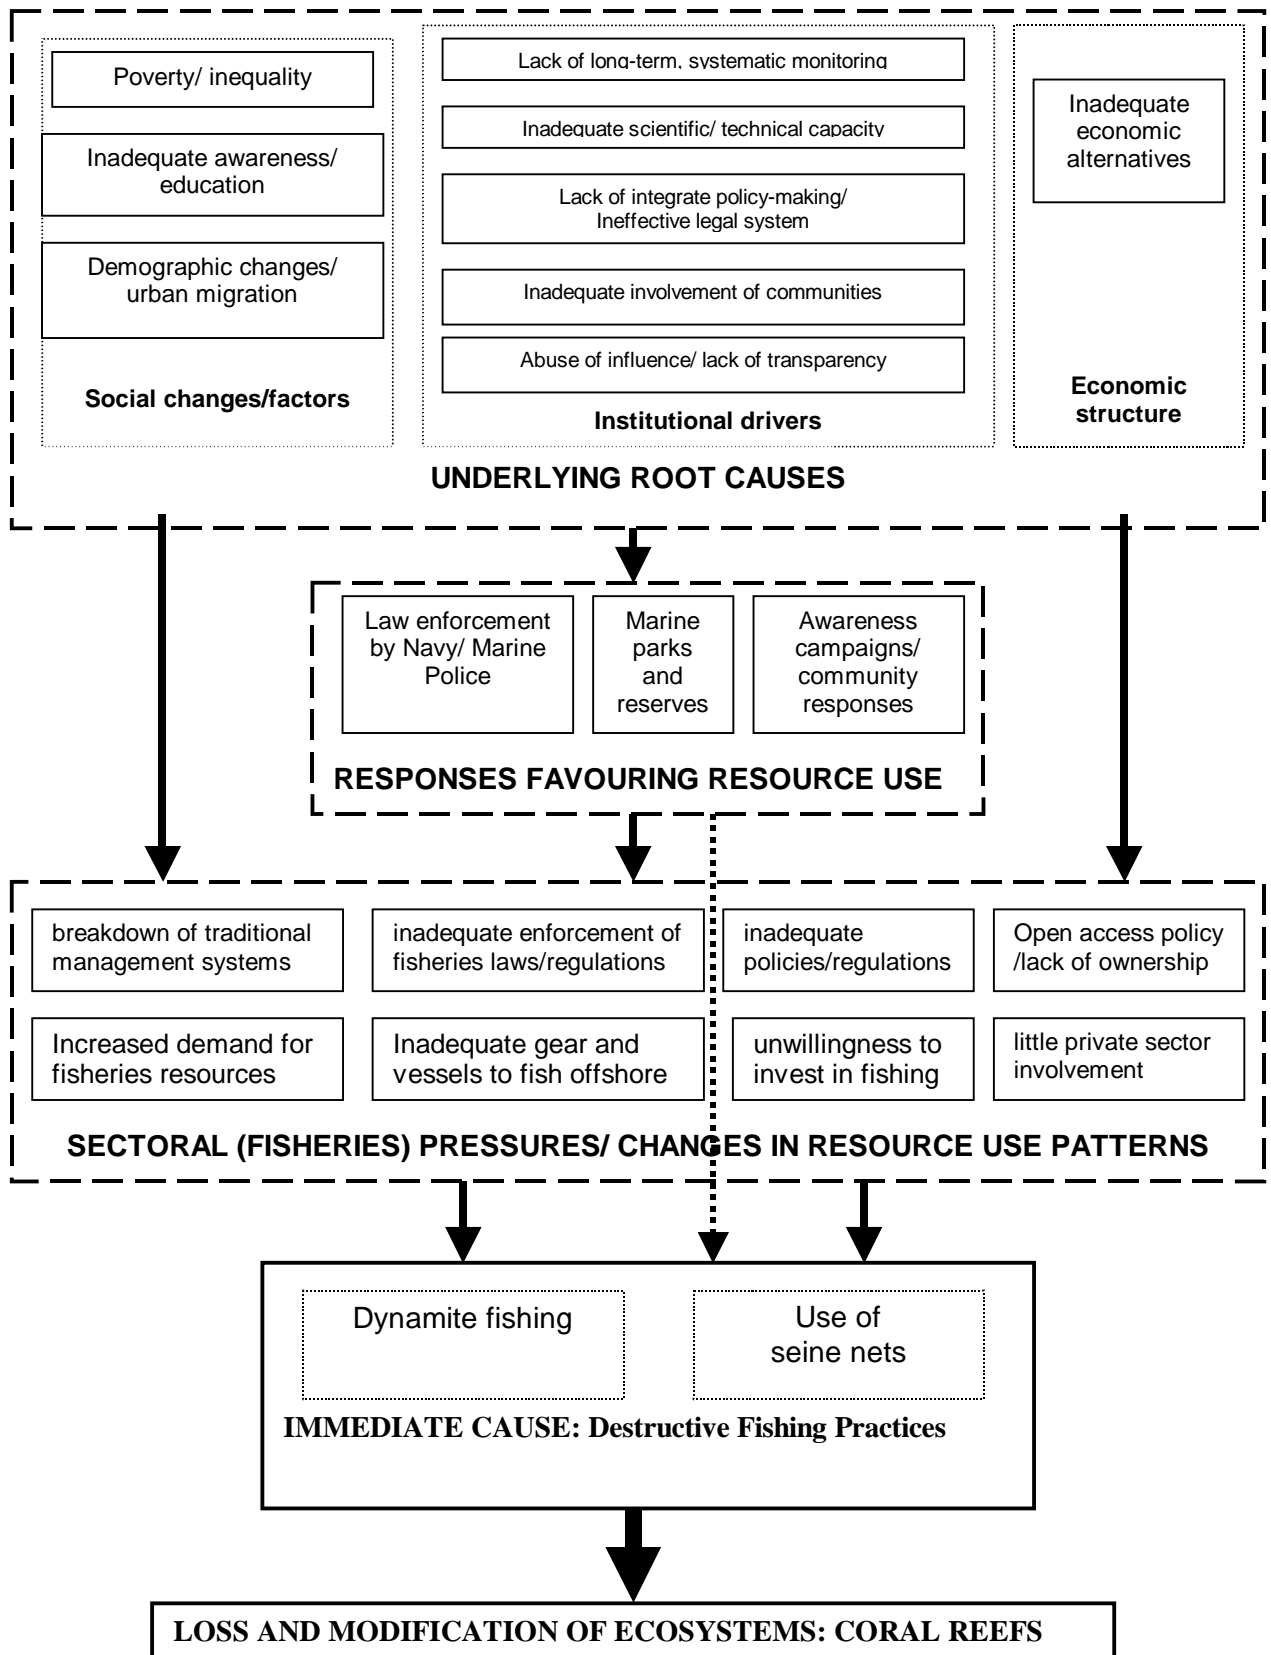 Poverty/ inequality
Inadequate awareness/
education
Demographic changes/
urban migration
Social changes/factors
Lack of long-term, systematic monitoring
Inadequate scientific/ technical capacity
Lack of integrate policy-making/
Ineffective legal system
Inadequate involvement of communities
Abuse of influence/ lack of transparency
Institutional drivers
Inadequate
economic
alternatives
Economic
structure
UNDERLYING ROOT CAUSES
Law enforcement
by Navy/ Marine
Police
Marine
parks
and
reserves
Awareness
campaigns/
community
responses
RESPONSES FAVOURING RESOURCE USE
breakdown of traditional
management systems
inadequate enforcement of
fisheries laws/regulations
inadequate
policies/regulations
Open access policy
/lack of ownership
Increased demand for
fisheries resources
Inadequate gear and
vessels to fish offshore
unwillingness to
invest in fishing
little private sector
involvement
SECTORAL (FISHERIES) PRESSURES/ CHANGES IN RESOURCE USE PATTERNS
Dynamite fishing
Use of
seine nets
IMMEDIATE CAUSE: Destructive Fishing Practices
LOSS AND MODIFICATION OF ECOSYSTEMS: CORAL REEFS